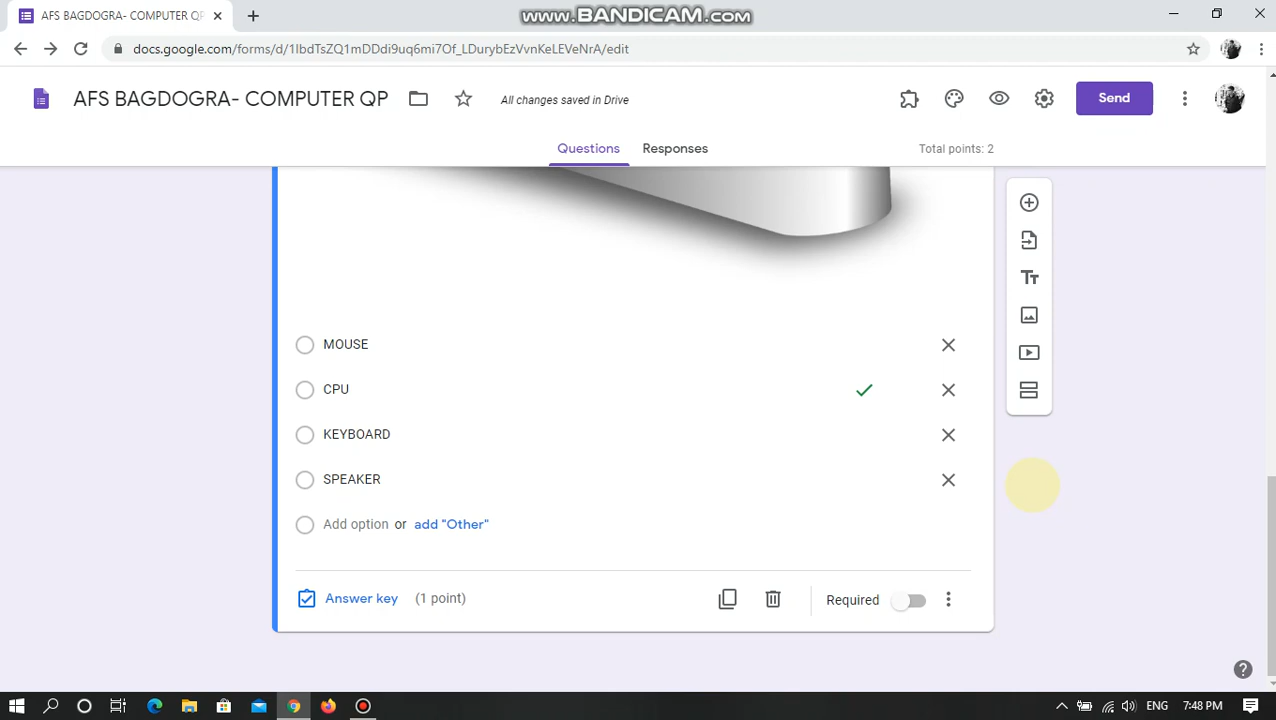 AFS BAGDOGRA- COMPUTER QP
www.BANDICAM.com
docs.google.com/forms/d/1IbdTsZQ1mDDdi9uq6mi7Of_LDurybEzVvnKeLEVeNrA/edit
AFS BAGDOGRA- COMPUTER QP
All changes saved in Drive
Send
Questions
Responses
Total points: 2
MOUSE
CPU
KEYBOARD
SPEAKER
Add option or add "Other"
Answer key (1 point)
Required
ENG
7:48 PM